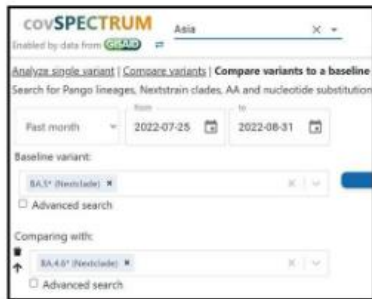 covSPECTRUM
Asia
Enabled by data from GISAID
Analyze single variant | Compare variants | Compare variants to a baseline
Search for Pango lineages, Nextstrain clades, AA and nucleotide substitution
from
to
Past month
2022-07-25
2022-08-31
Baseline variant:
BA.5* (Nextclade)
Advanced search
Comparing with:
BA.4.6* (Nextclade)
Advanced search